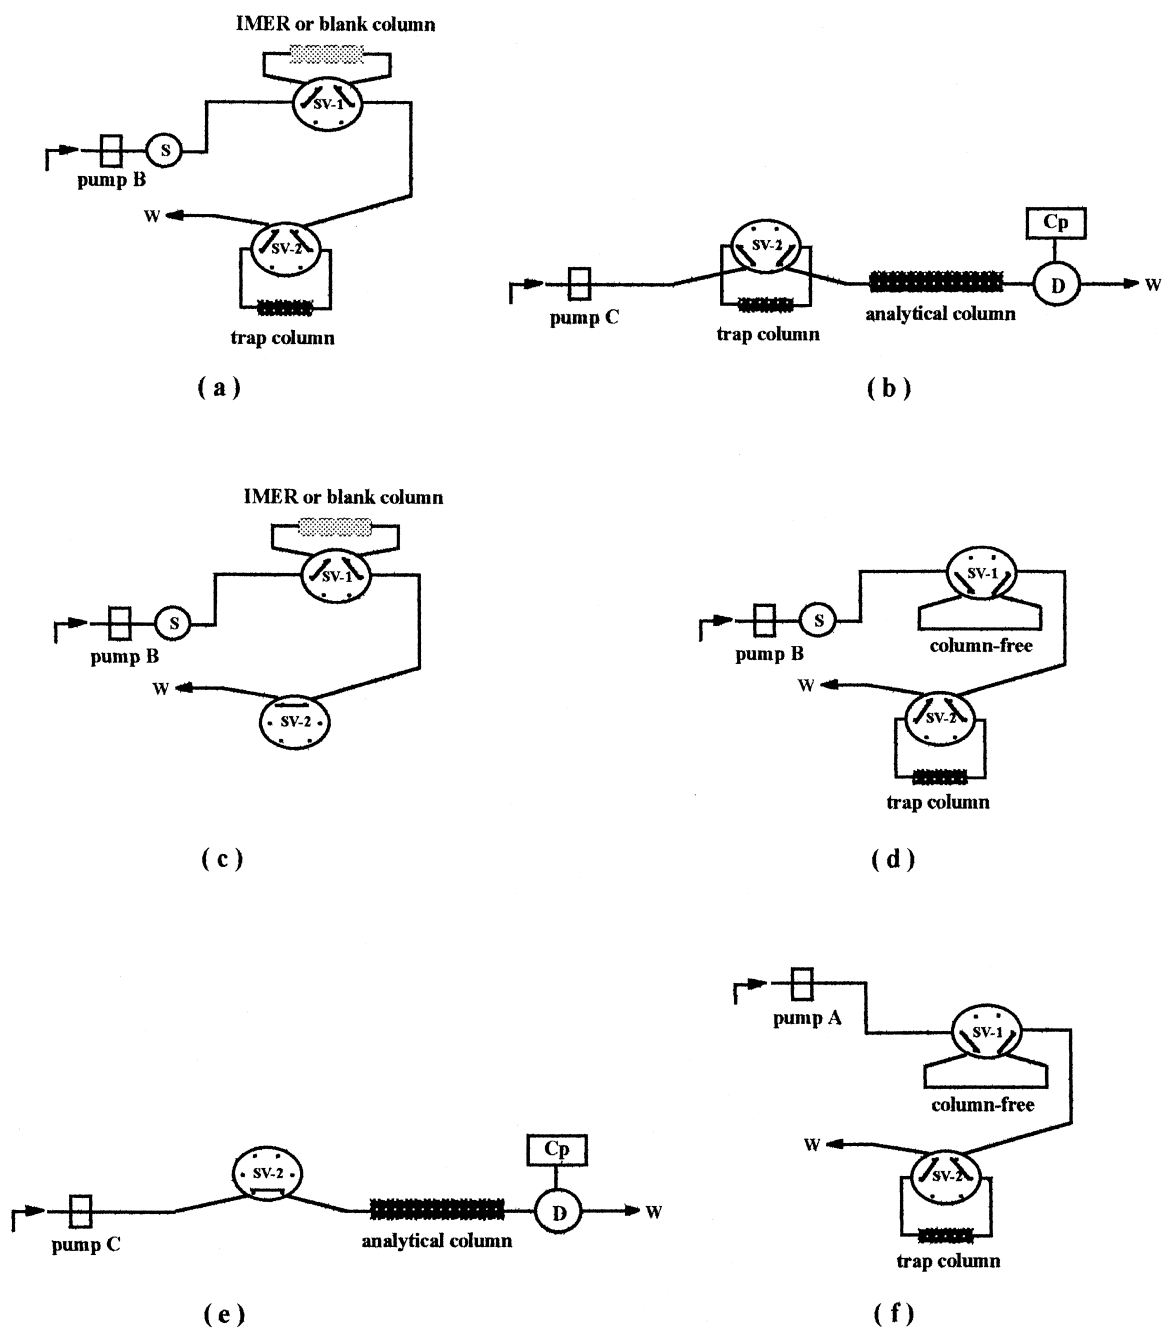 IMER or blank column
SV-1
S
pump B
W
SV-2
trap column
( a )
Cp
SV-2
D
W
pump C
trap column
analytical column
( b )
IMER or blank column
SV-1
S
pump B
W
SV-2
( c )
SV-1
S
column-free
pump B
W
SV-2
trap column
( d )
Cp
SV-2
D
W
pump C
analytical column
( e )
pump A
SV-1
column-free
W
SV-2
trap column
( f )